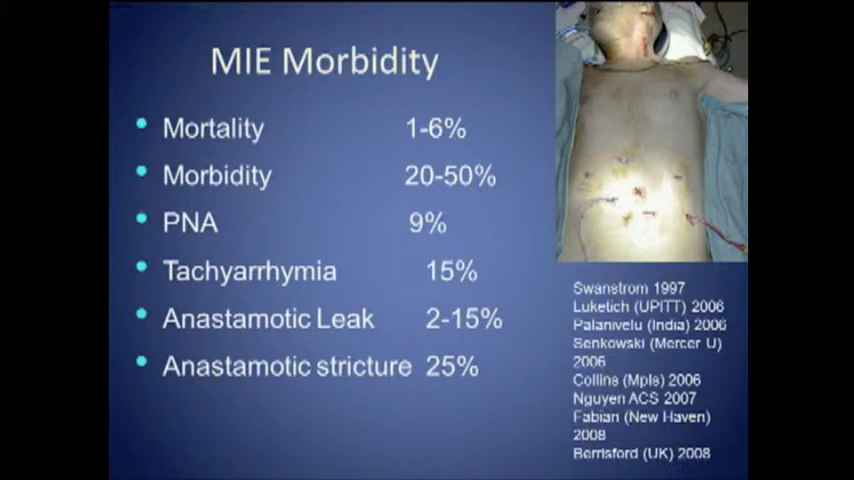 MIE Morbidity
• Mortality 1-6%
• Morbidity 20-50%
• PNA 9%
• Tachyarrhymia 15%
• Anastamotic Leak 2-15%
• Anastamotic stricture 25%
Swanstrom 1997
Luketich (UPITT) 2006
Palanivelu (India) 2006
Senkowski (Mercer U)
2006
Collins (Mpls) 2006
Nguyen ACS 2007
Fabian (New Haven)
2008
Berrisford (UK) 2008